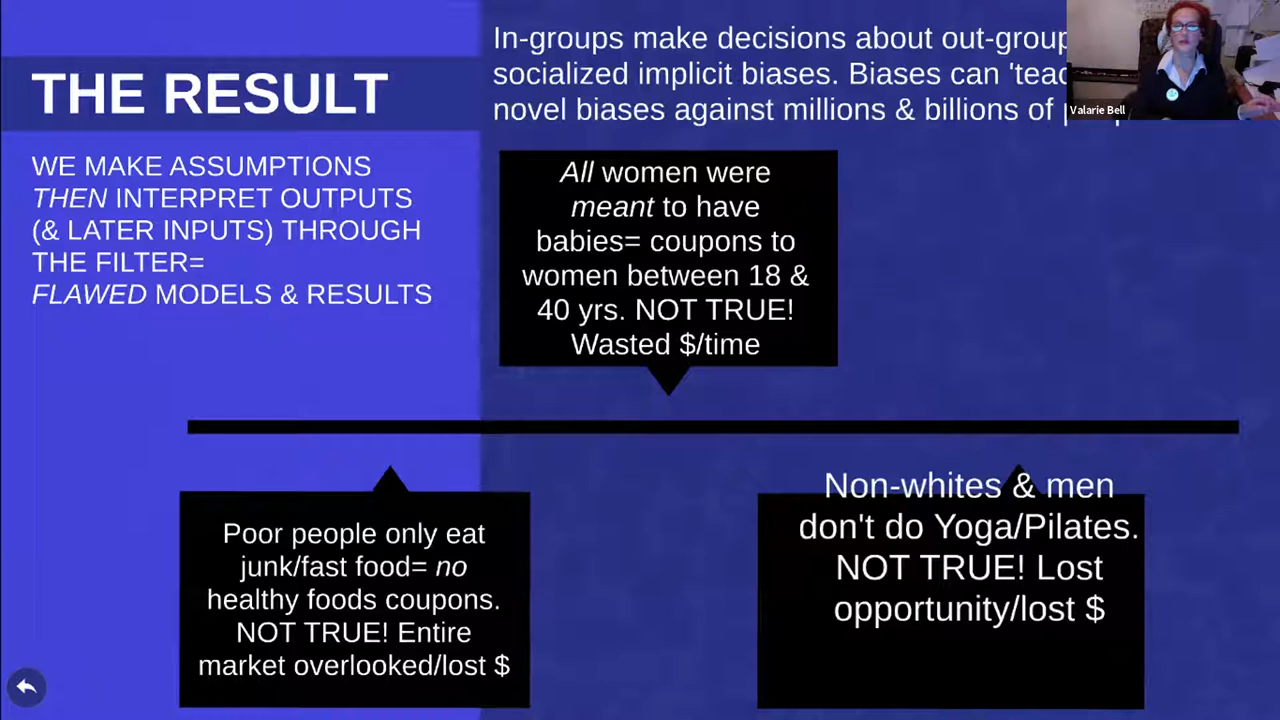 THE RESULT
WE MAKE ASSUMPTIONS
THEN INTERPRET OUTPUTS
(& LATER INPUTS) THROUGH
THE FILTER=
FLAWED MODELS & RESULTS
In-groups make decisions about
socialized implicit biases. Biases can
novel biases against millions & billions of
Valarie Bell
All women were
meant to have
babies= coupons to
women between 18 &
40 yrs. NOT TRUE!
Wasted $/time
Poor people only eat
junk/fast food= no
healthy foods coupons.
NOT TRUE! Entire
market overlooked/lost $
Non-whites & men
don't do Yoga/Pilates.
NOT TRUE! Lost
opportunity/lost $